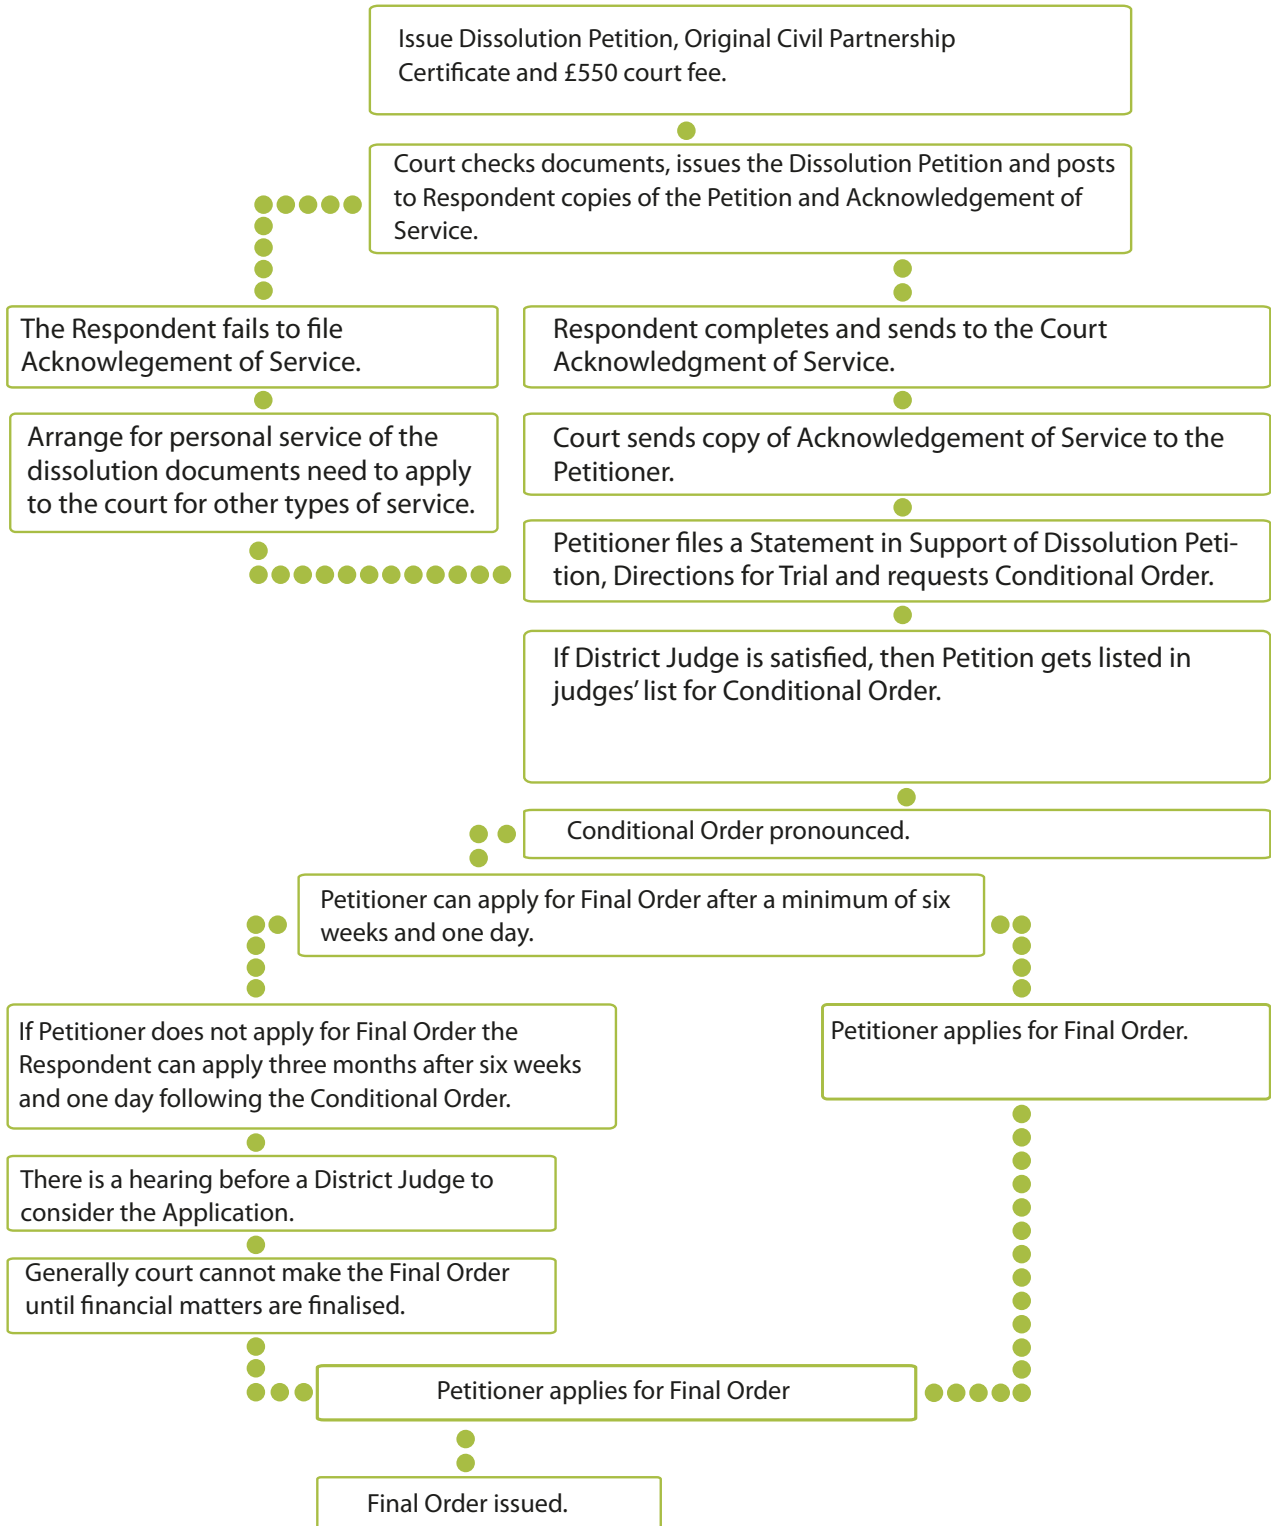 Issue Dissolution Petition, Original Civil Partnership
Certificate and £550 court fee.
Court checks documents, issues the Dissolution Petition and posts
to Respondent copies of the Petition and Acknowledgement of
Service.
The Respondent fails to file
Acknowlegement of Service.
Respondent completes and sends to the Court
Acknowledgment of Service.
Arrange for personal service of the
dissolution documents need to apply
to the court for other types of service.
Court sends copy of Acknowledgement of Service to the
Petitioner.
Petitioner files a Statement in Support of Dissolution Peti-
tion, Directions for Trial and requests Conditional Order.
If District Judge is satisfied, then Petition gets listed in
judges’ list for Conditional Order.
Conditional Order pronounced.
Petitioner can apply for Final Order after a minimum of six
weeks and one day.
If Petitioner does not apply for Final Order the
Respondent can apply three months after six weeks
and one day following the Conditional Order.
Petitioner applies for Final Order.
There is a hearing before a District Judge to
consider the Application.
Generally court cannot make the Final Order
until financial matters are finalised.
Petitioner applies for Final Order
Final Order issued.